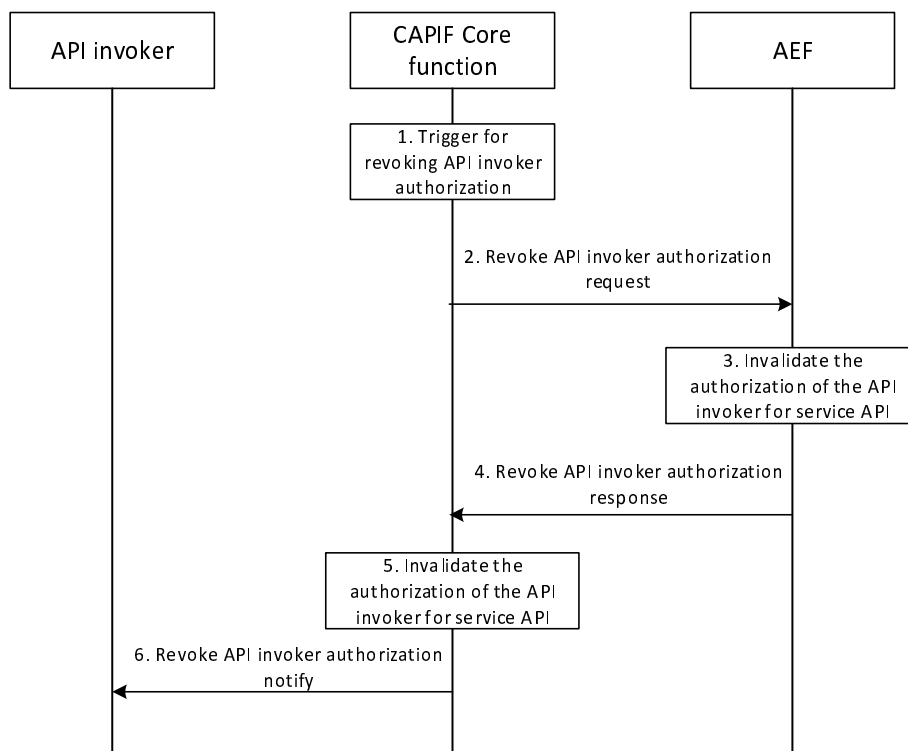 API invoker
CAPIF Core
function
AEF
1. Trigger for
revoking API invoker
authorization
2. Revoke API invoker authorization
request
3. Invalidate the
authorization of the API
invoker for service API
4. Revoke API invoker authorization
response
5. Invalidate the
authorization of the API
invoker for service API
6. Revoke API invoker authorization
notify